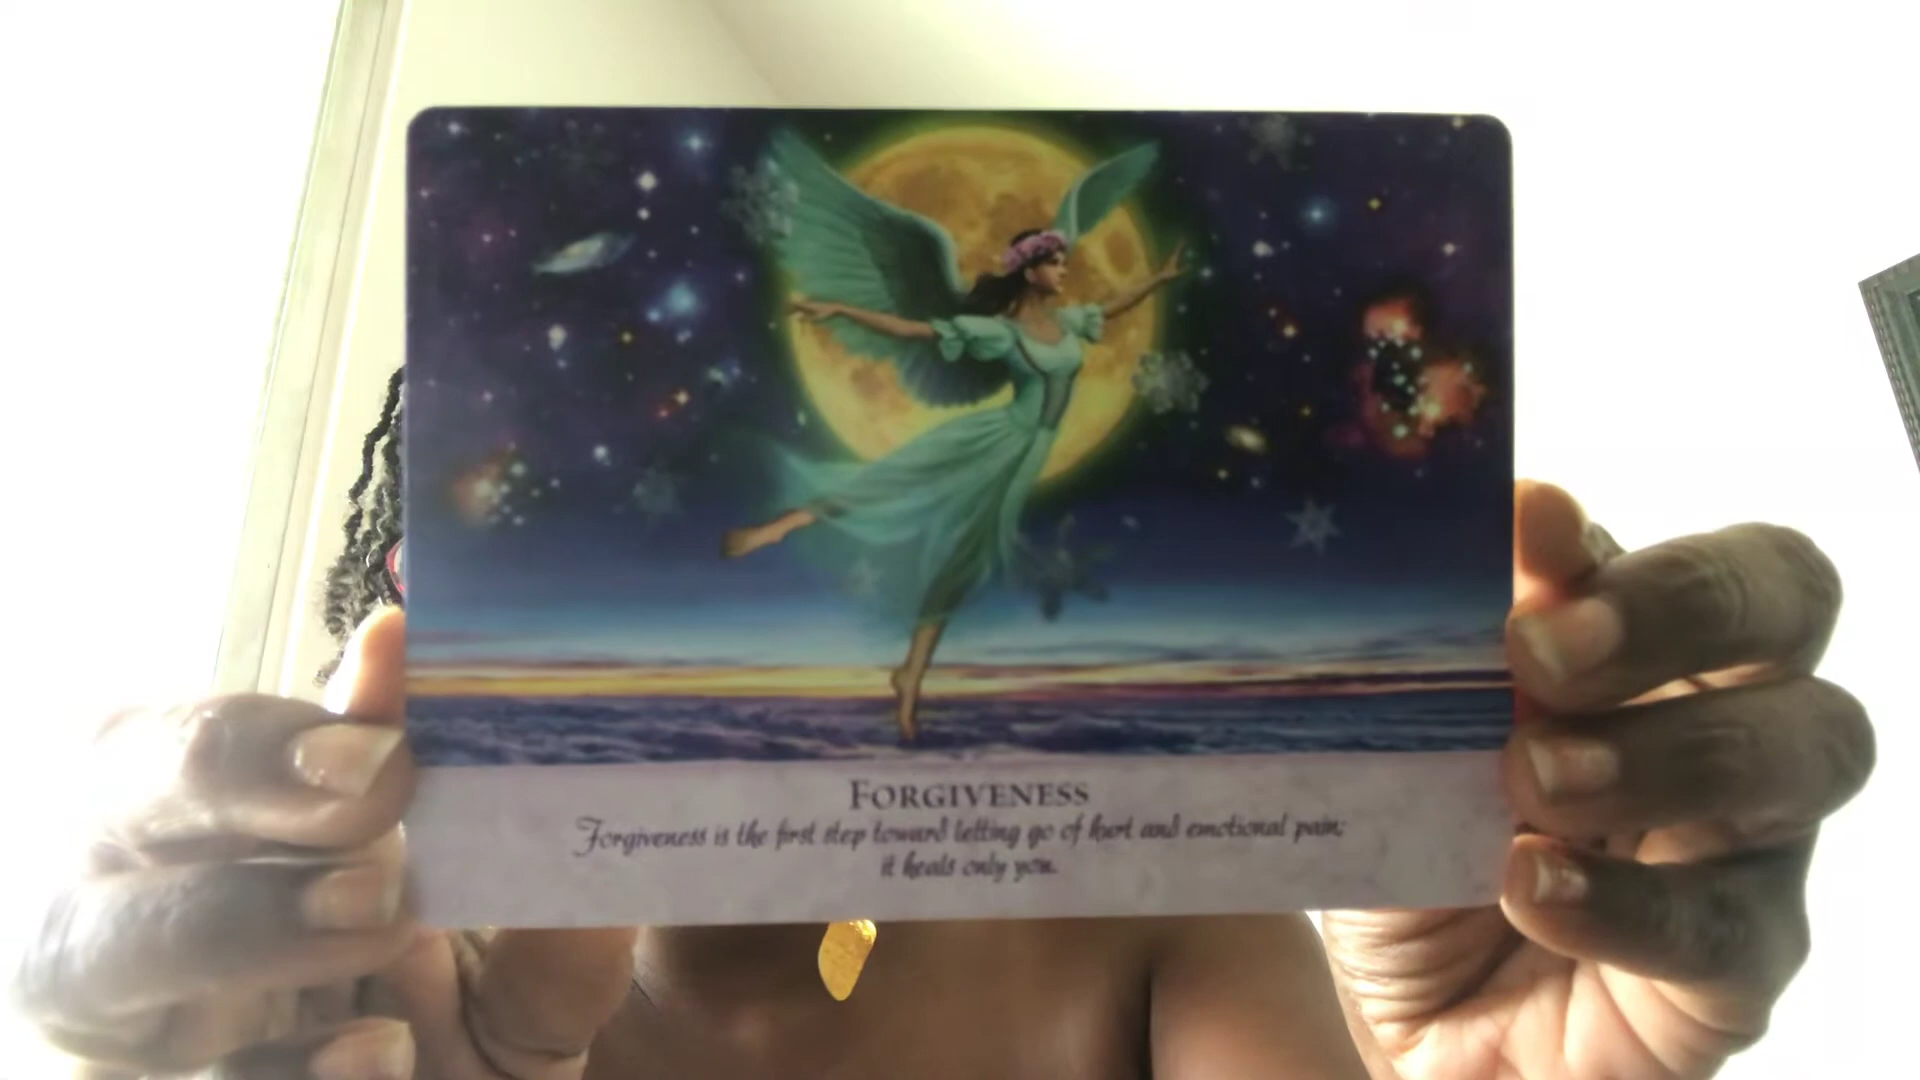 FORGIVENESS
Forgiveness is the first step toward letting go of hurt and emotional pain;
it heals only you.